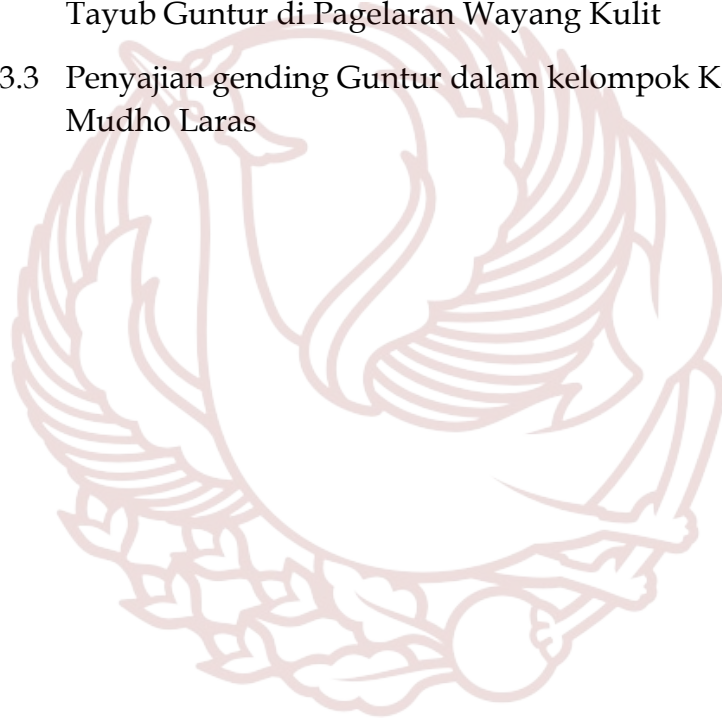 Tayub Guntur di Pagelaran Wayang Kulit
3.3 Penyajian gending Guntur dalam kelompok K
Mudho Laras